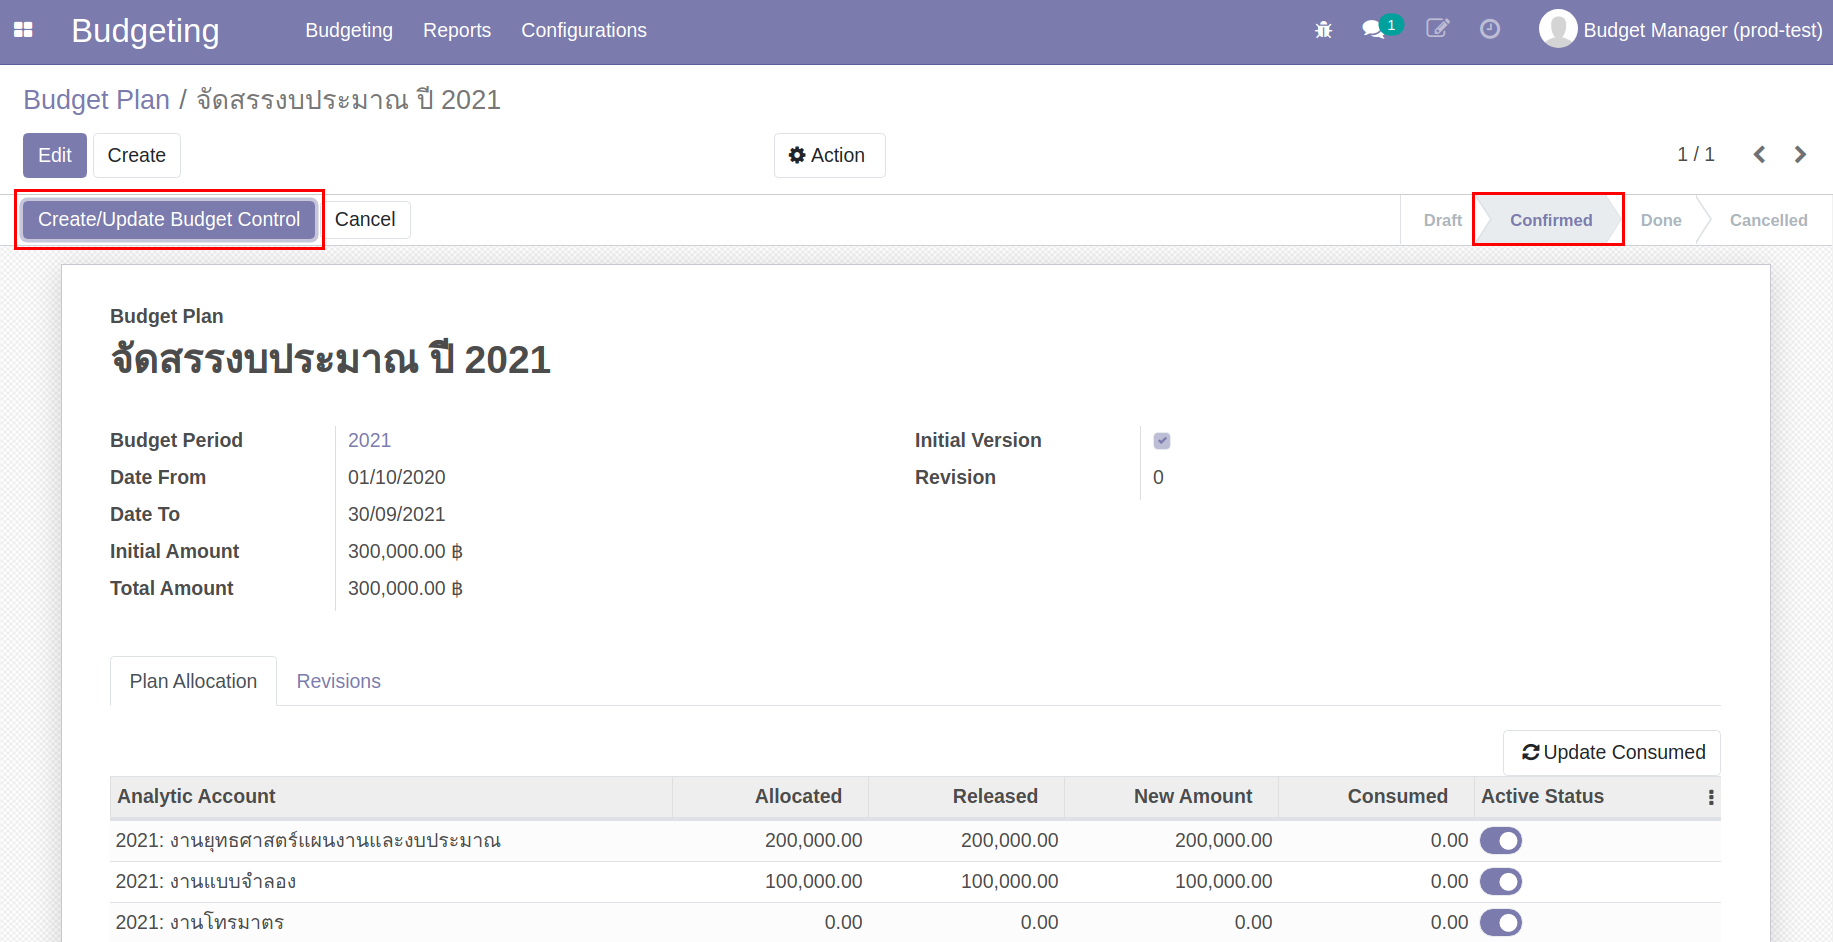 Budgeting Budgeting Reports Configurations 1 Budget Manager (prod-test)
Budget Plan / จัดสรรงบประมาณ ปี 2021
Edit Create Action 1 / 1
Create/Update Budget Control Cancel Draft Confirmed Done Cancelled
Budget Plan
จัดสรรงบประมาณ ปี 2021
Budget Period 2021 Initial Version
Date From 01/10/2020 Revision 0
Date To 30/09/2021
Initial Amount 300,000.00 ฿
Total Amount 300,000.00 ฿
Plan Allocation Revisions
Update Consumed
Analytic Account Allocated Released New Amount Consumed Active Status
2021: งานยุทธศาสตร์แผนงานและงบประมาณ 200,000.00 200,000.00 200,000.00 0.00
2021: งานแบบจำลอง 100,000.00 100,000.00 100,000.00 0.00
2021: งานโทรมาตร 0.00 0.00 0.00 0.00